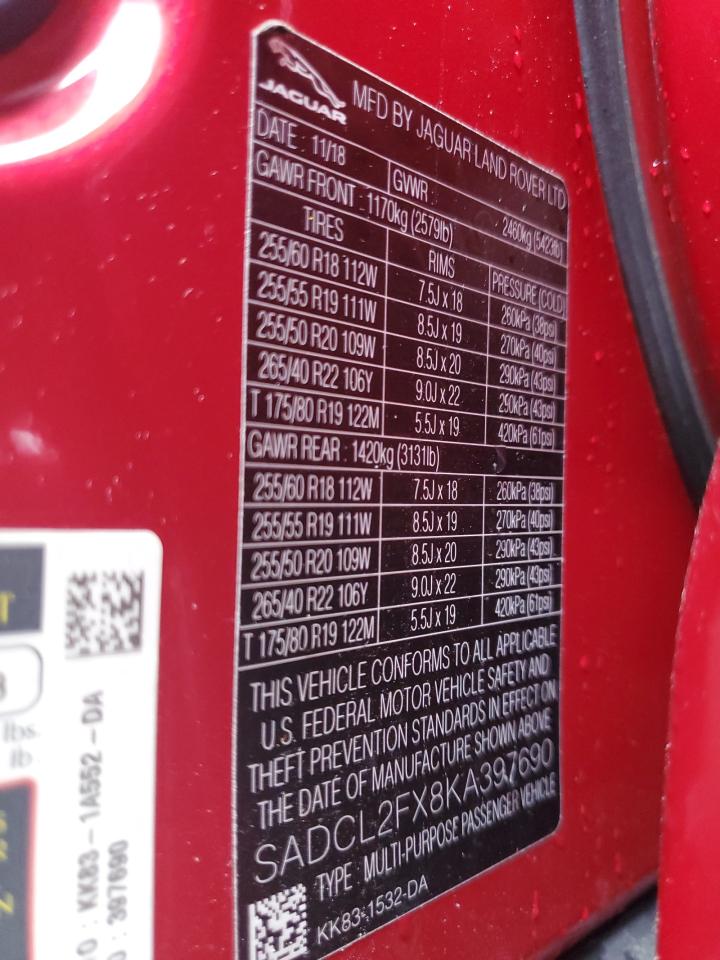 JAGUAR
MFD BY JAGUAR LAND ROVER LTD
DATE : 11/18
GVWR : 2460kg (5423lb)
GAWR FRONT : 1170kg (2579lb)
TIRES RIMS PRESSURE (COLD)
255/60 R18 112W 7.5J x 18 260kPa (38psi)
255/55 R19 111W 8.5J x 19 270kPa (40psi)
255/50 R20 109W 8.5J x 20 290kPa (43psi)
265/40 R22 106Y 9.0J x 22 290kPa (43psi)
T 175/80 R19 122M 5.5J x 19 420kPa (61psi)
GAWR REAR : 1420kg (3131lb)
255/60 R18 112W 7.5J x 18 260kPa (38psi)
255/55 R19 111W 8.5J x 19 270kPa (40psi)
255/50 R20 109W 8.5J x 20 290kPa (43psi)
265/40 R22 106Y 9.0J x 22 290kPa (43psi)
T 175/80 R19 122M 5.5J x 19 420kPa (61psi)
THIS VEHICLE CONFORMS TO ALL APPLICABLE
U.S. FEDERAL MOTOR VEHICLE SAFETY AND
THEFT PREVENTION STANDARDS IN EFFECT ON
THE DATE OF MANUFACTURE SHOWN ABOVE
SADCL2FX8KA397690
TYPE : MULTI-PURPOSE PASSENGER VEHICLE
KK83-1532-DA
T
lbs.
lb
: KK83-1A552-DA
: 397690